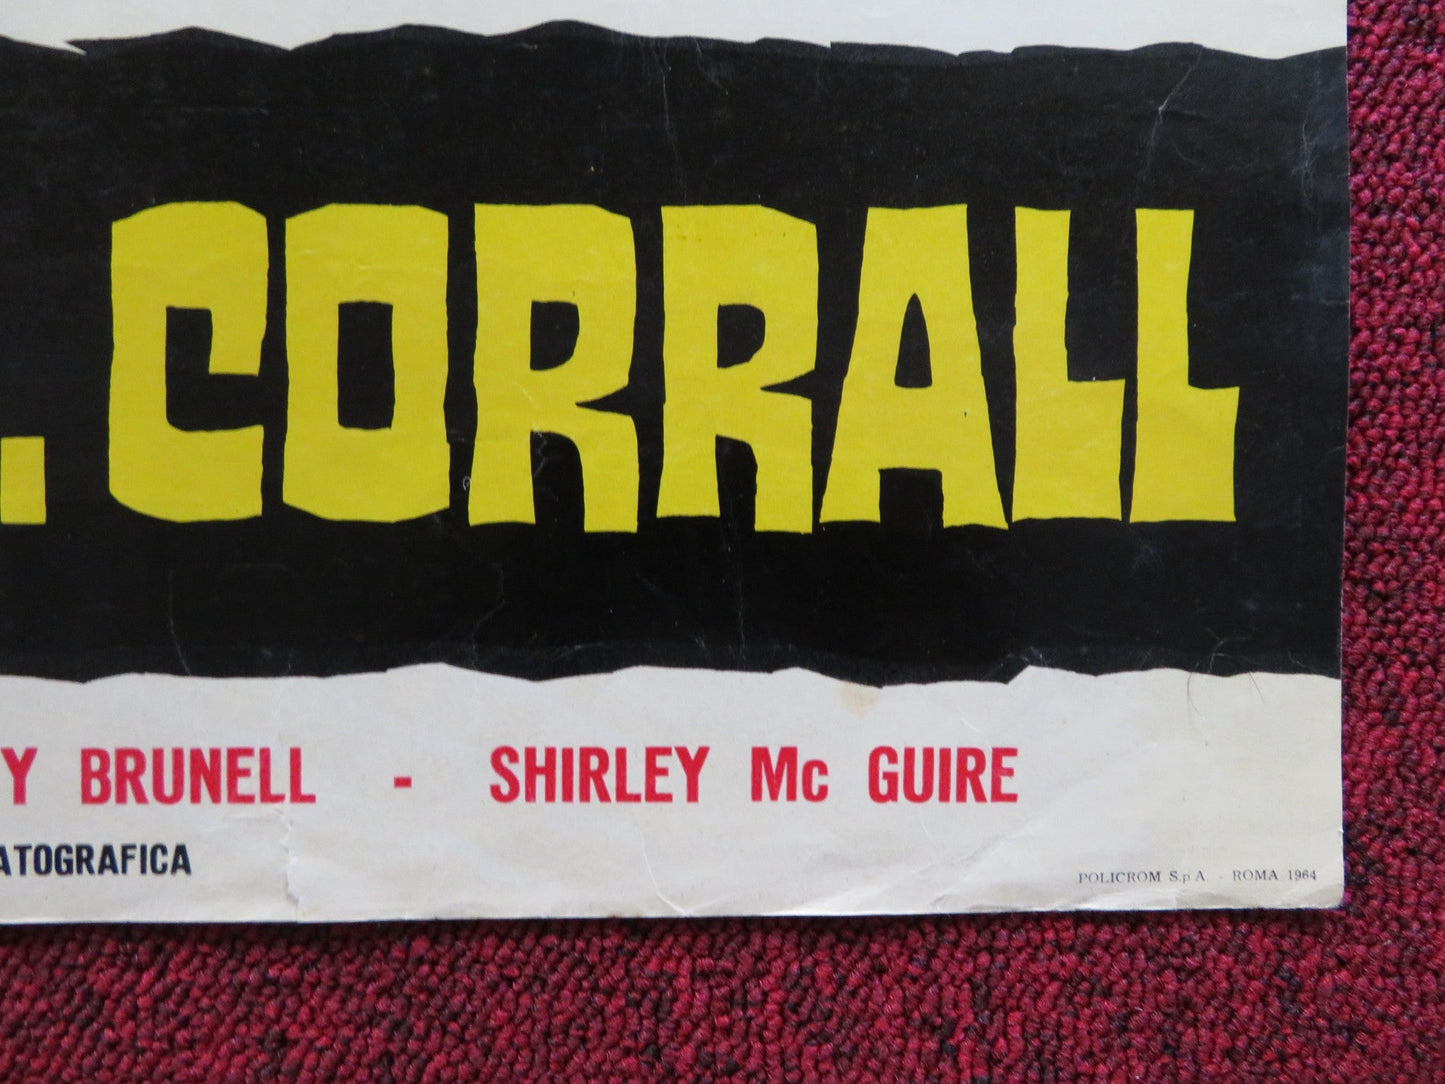 . CORRALL
Y BRUNELL - SHIRLEY Mc GUIRE
ATOGRAFICA
POLICROM S.p A. - ROMA 1964